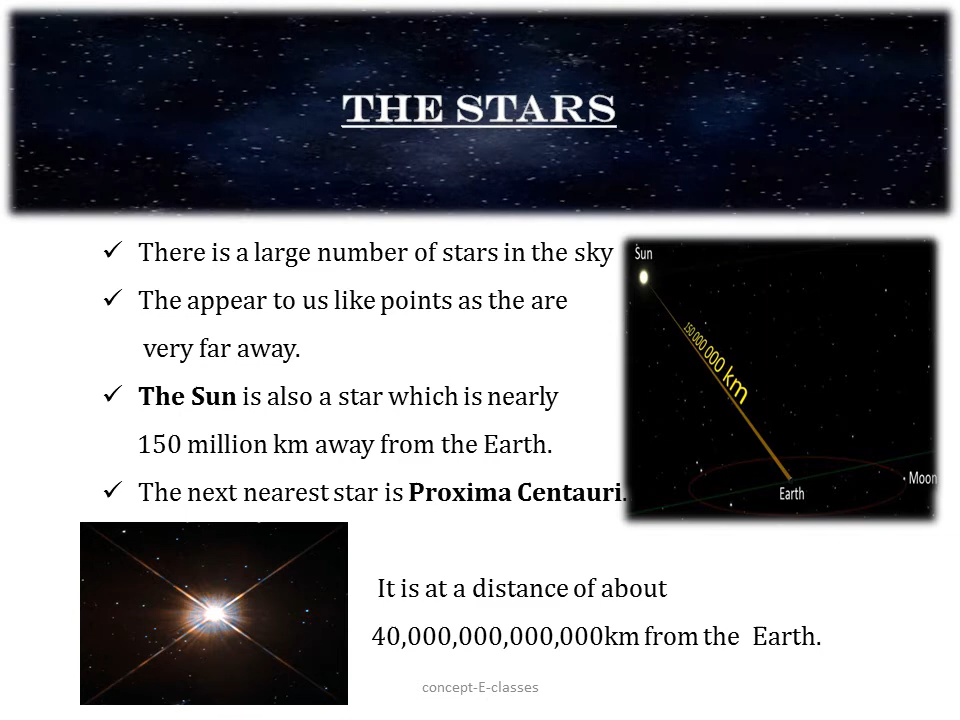 THE STARS
✓ There is a large number of stars in the sky
✓ The appear to us like points as the are
very far away.
✓ The Sun is also a star which is nearly
150 million km away from the Earth.
✓ The next nearest star is Proxima Centauri.
Sun
150 000 000 km
Earth
Moon
It is at a distance of about
40,000,000,000,000km from the Earth.
concept-E-classes